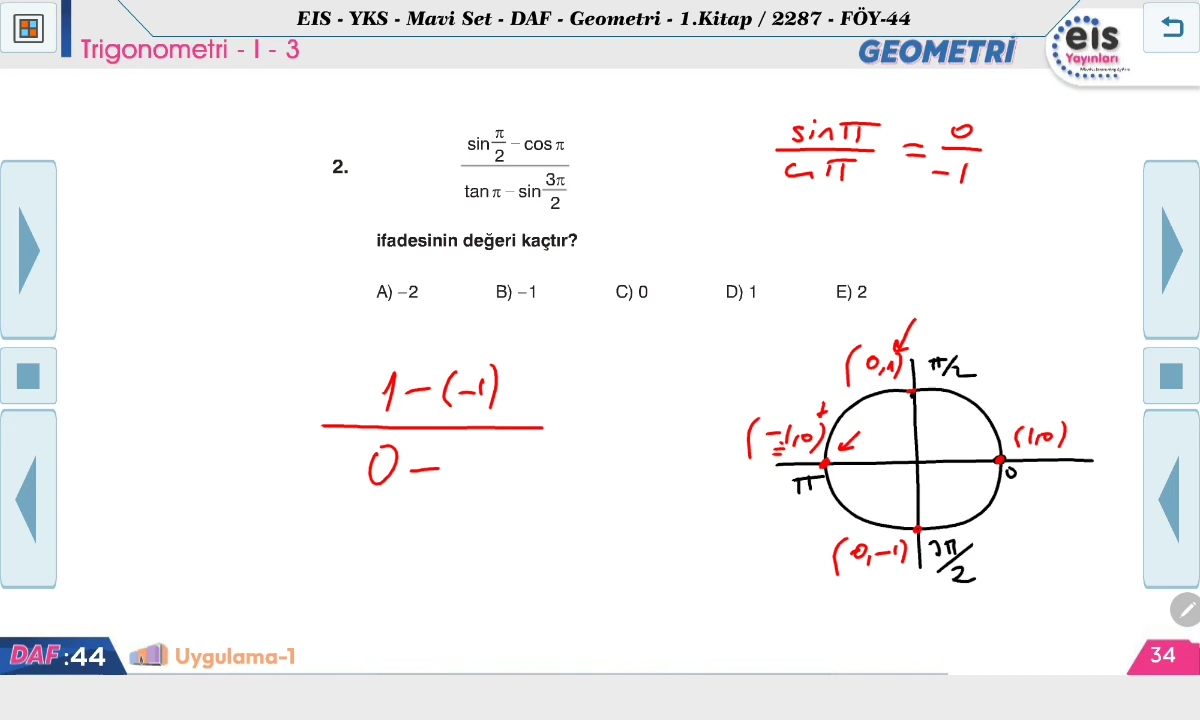 EIS - YKS - Mavi Set - DAF - Geometri - 1.Kitap / 2287 - FÖY-44
Trigonometri - I - 3
GEOMETRİ
eis
Yayınları
2.
sin π/2 – cos π
tan π – sin 3π/2
ifadesinin değeri kaçtır?
A) –2 B) –1 C) 0 D) 1 E) 2
sin π / cos π = 0 / -1
1 - (-1)
0 -
(0,1) π/2
(-1,0) (1,0)
π 0
(0,-1) 3π/2
DAF:44 Uygulama-1 34